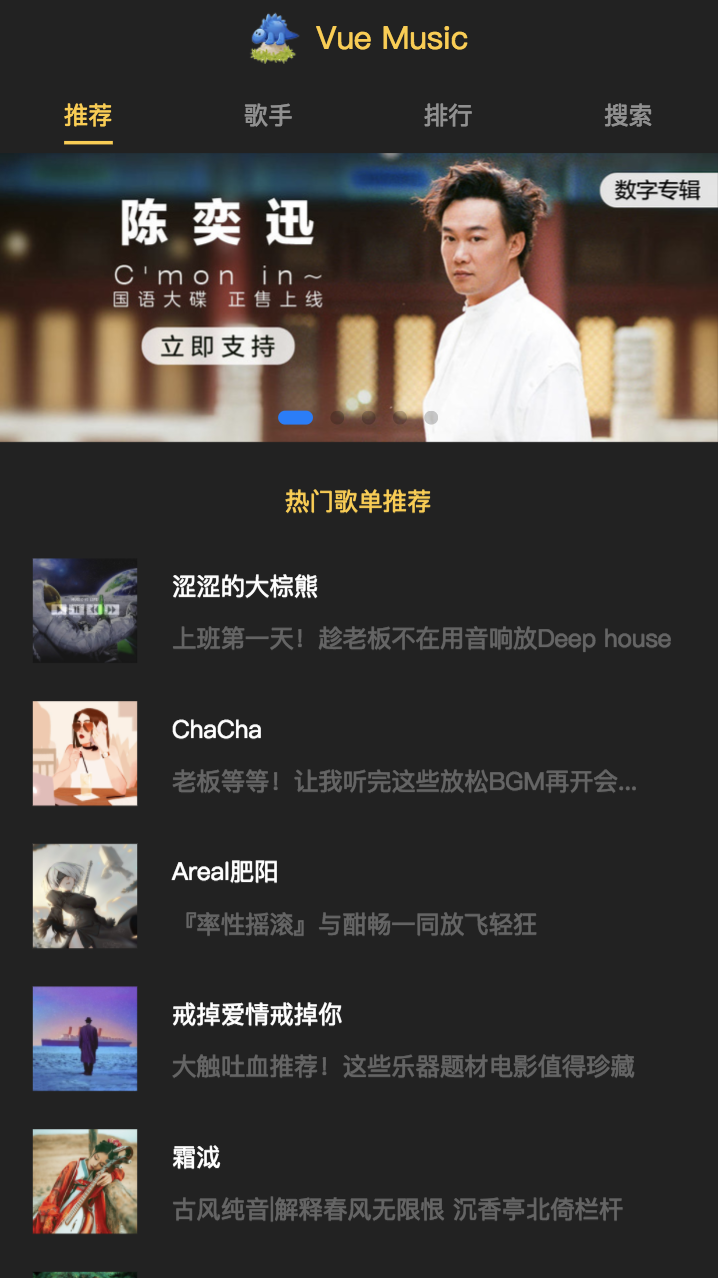 Vue Music
推荐 歌手 排行 搜索
数字专辑
陈奕迅
C'mon in~
国语大碟 正售上线
立即支持
热门歌单推荐
涩涩的大棕熊
上班第一天！趁老板不在用音响放Deep house
ChaCha
老板等等！让我听完这些放松BGM再开会...
Areal肥阳
『率性摇滚』与酣畅一同放飞轻狂
戒掉爱情戒掉你
大触吐血推荐！这些乐器题材电影值得珍藏
霜泧
古风纯音|解释春风无限恨 沉香亭北倚栏杆